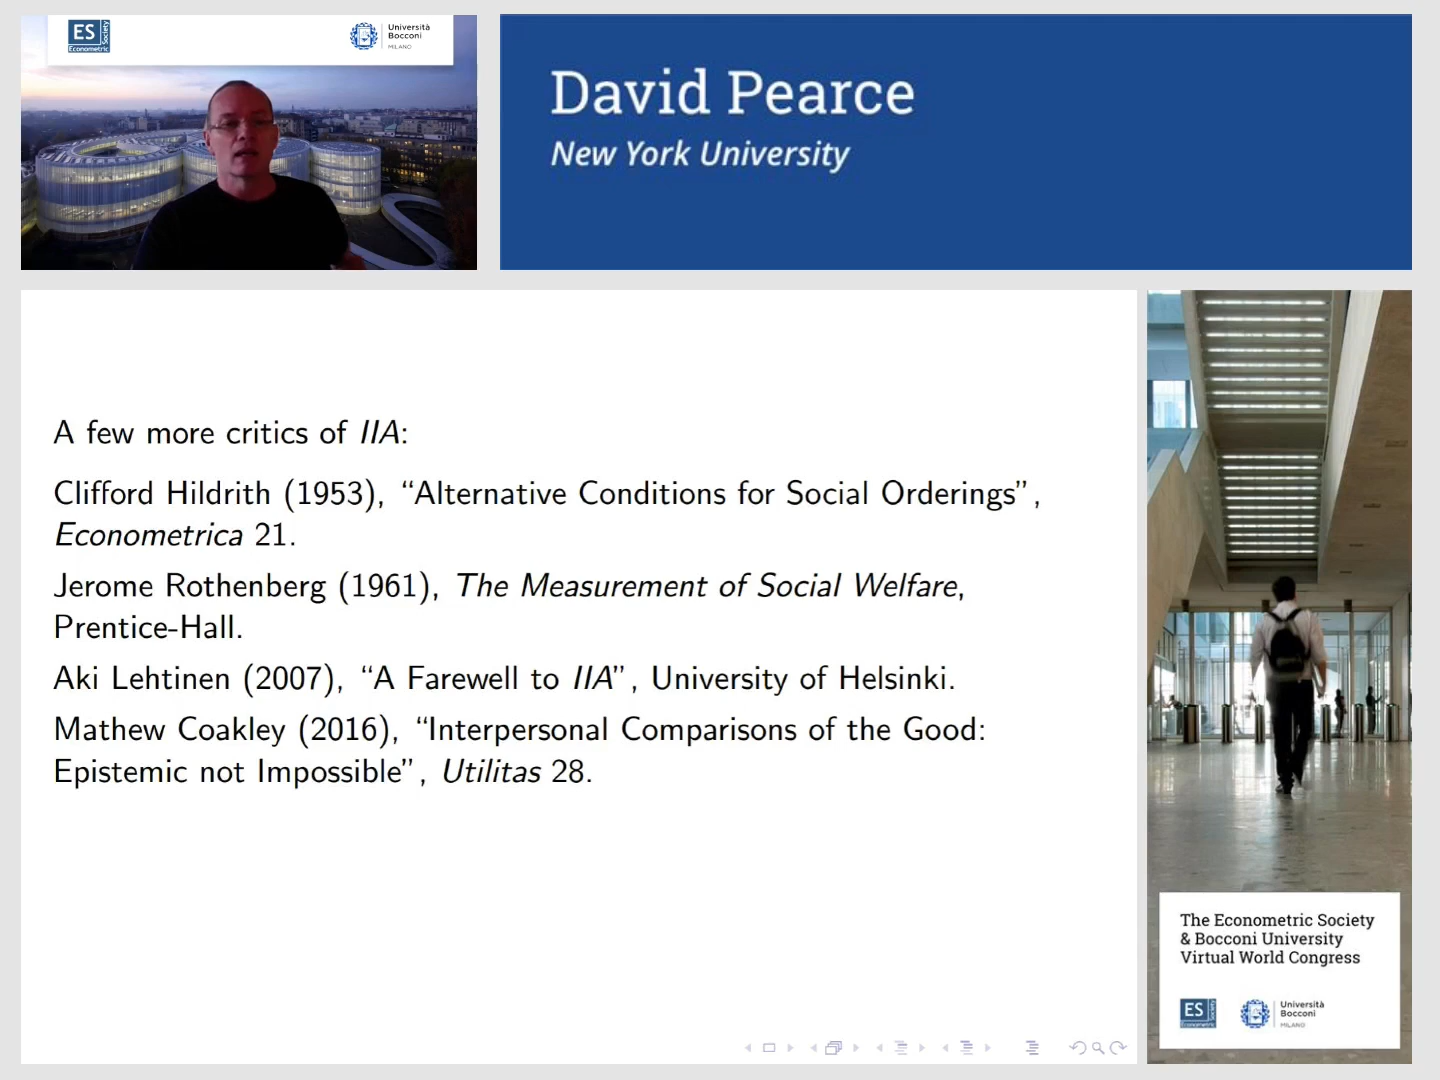 ES
Econometric
Society
Università
Bocconi
MILANO
David Pearce
New York University
A few more critics of IIA:
Clifford Hildrith (1953), “Alternative Conditions for Social Orderings”,
Econometrica 21.
Jerome Rothenberg (1961), The Measurement of Social Welfare,
Prentice-Hall.
Aki Lehtinen (2007), “A Farewell to IIA”, University of Helsinki.
Mathew Coakley (2016), “Interpersonal Comparisons of the Good:
Epistemic not Impossible”, Utilitas 28.
The Econometric Society
& Bocconi University
Virtual World Congress
ES
Econometric
Society
Università
Bocconi
MILANO